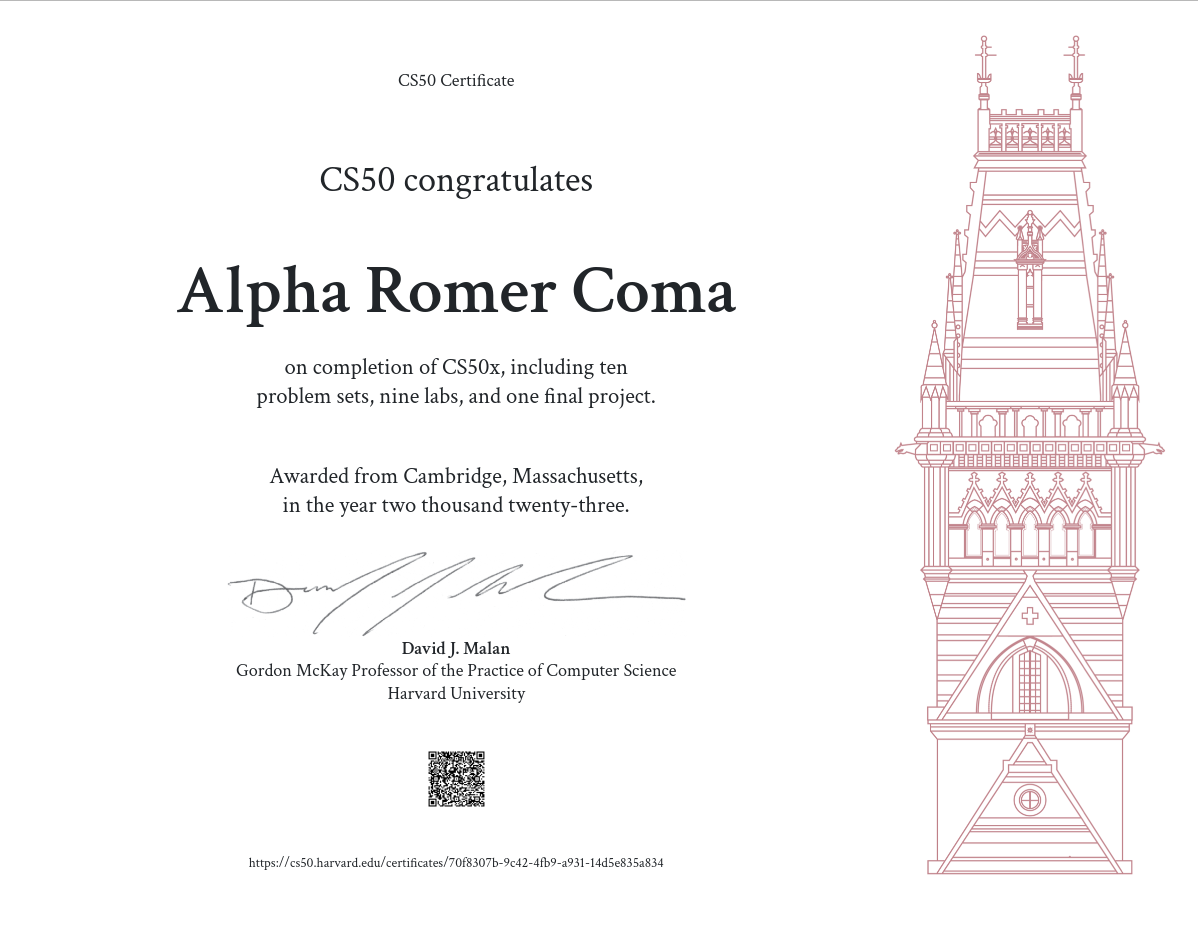 CS50 Certificate
CS50 congratulates
Alpha Romer Coma
on completion of CS50x, including ten
problem sets, nine labs, and one final project.
Awarded from Cambridge, Massachusetts,
in the year two thousand twenty-three.
David J. Malan
Gordon McKay Professor of the Practice of Computer Science
Harvard University
https://cs50.harvard.edu/certificates/70f8307b-9c42-4fb9-a931-14d5e835a834